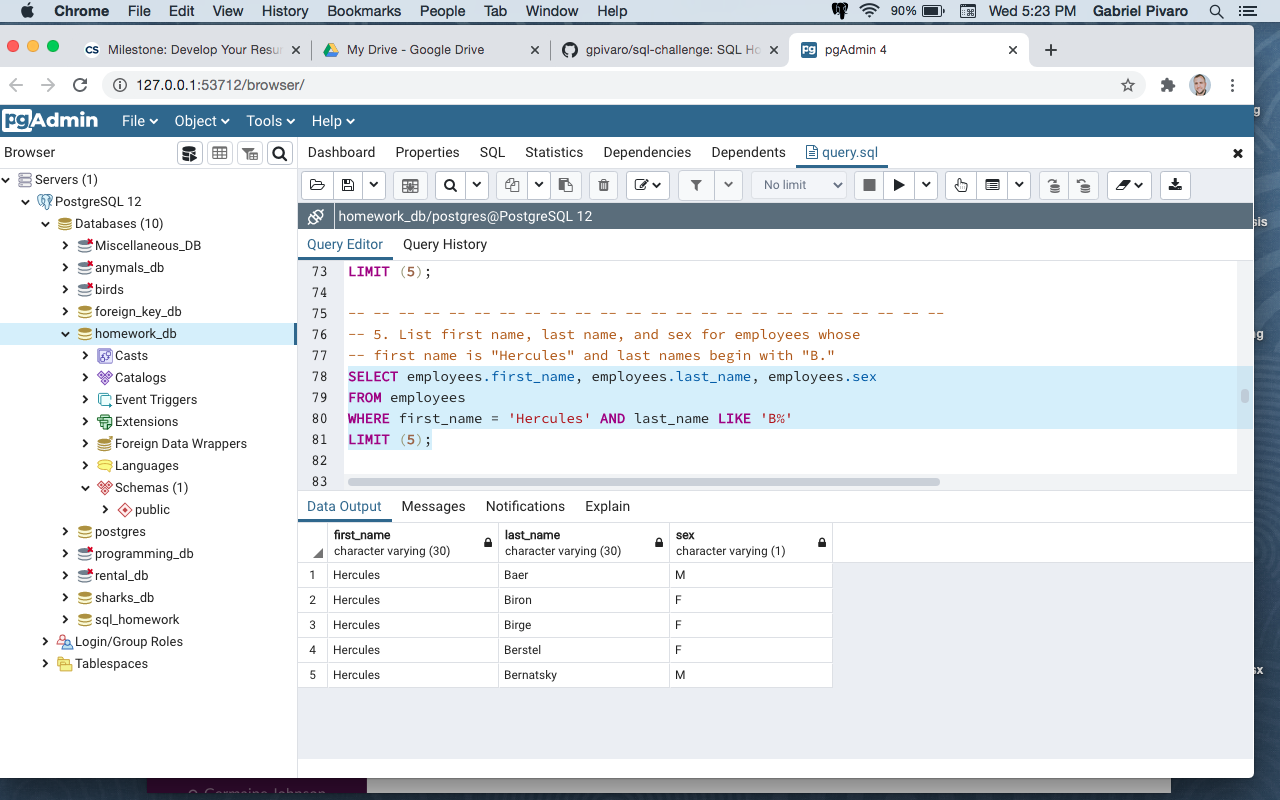 Chrome File Edit View History Bookmarks People Tab Window Help 90% Wed 5:23 PM Gabriel Pivaro
CS Milestone: Develop Your Resu My Drive - Google Drive gpivaro/sql-challenge: SQL Ho pgAdmin 4
127.0.0.1:53712/browser/
pgAdmin File Object Tools Help
Browser
Dashboard Properties SQL Statistics Dependencies Dependents query.sql
No limit
homework_db/postgres@PostgreSQL 12
Query Editor Query History
Servers (1)
PostgreSQL 12
Databases (10)
Miscellaneous_DB
anymals_db
birds
foreign_key_db
homework_db
Casts
Catalogs
Event Triggers
Extensions
Foreign Data Wrappers
Languages
Schemas (1)
public
postgres
programming_db
rental_db
sharks_db
sql_homework
Login/Group Roles
Tablespaces
73 LIMIT (5);
74
75 -- -- -- -- -- -- -- -- -- -- -- -- -- -- -- -- -- -- -- -- -- -- -- -- --
76 -- 5. List first name, last name, and sex for employees whose
77 -- first name is "Hercules" and last names begin with "B."
78 SELECT employees.first_name, employees.last_name, employees.sex
79 FROM employees
80 WHERE first_name = 'Hercules' AND last_name LIKE 'B%'
81 LIMIT (5);
82
83
Data Output Messages Notifications Explain
first_name last_name sex
character varying (30) character varying (30) character varying (1)
1 Hercules Baer M
2 Hercules Biron F
3 Hercules Birge F
4 Hercules Berstel F
5 Hercules Bernatsky M